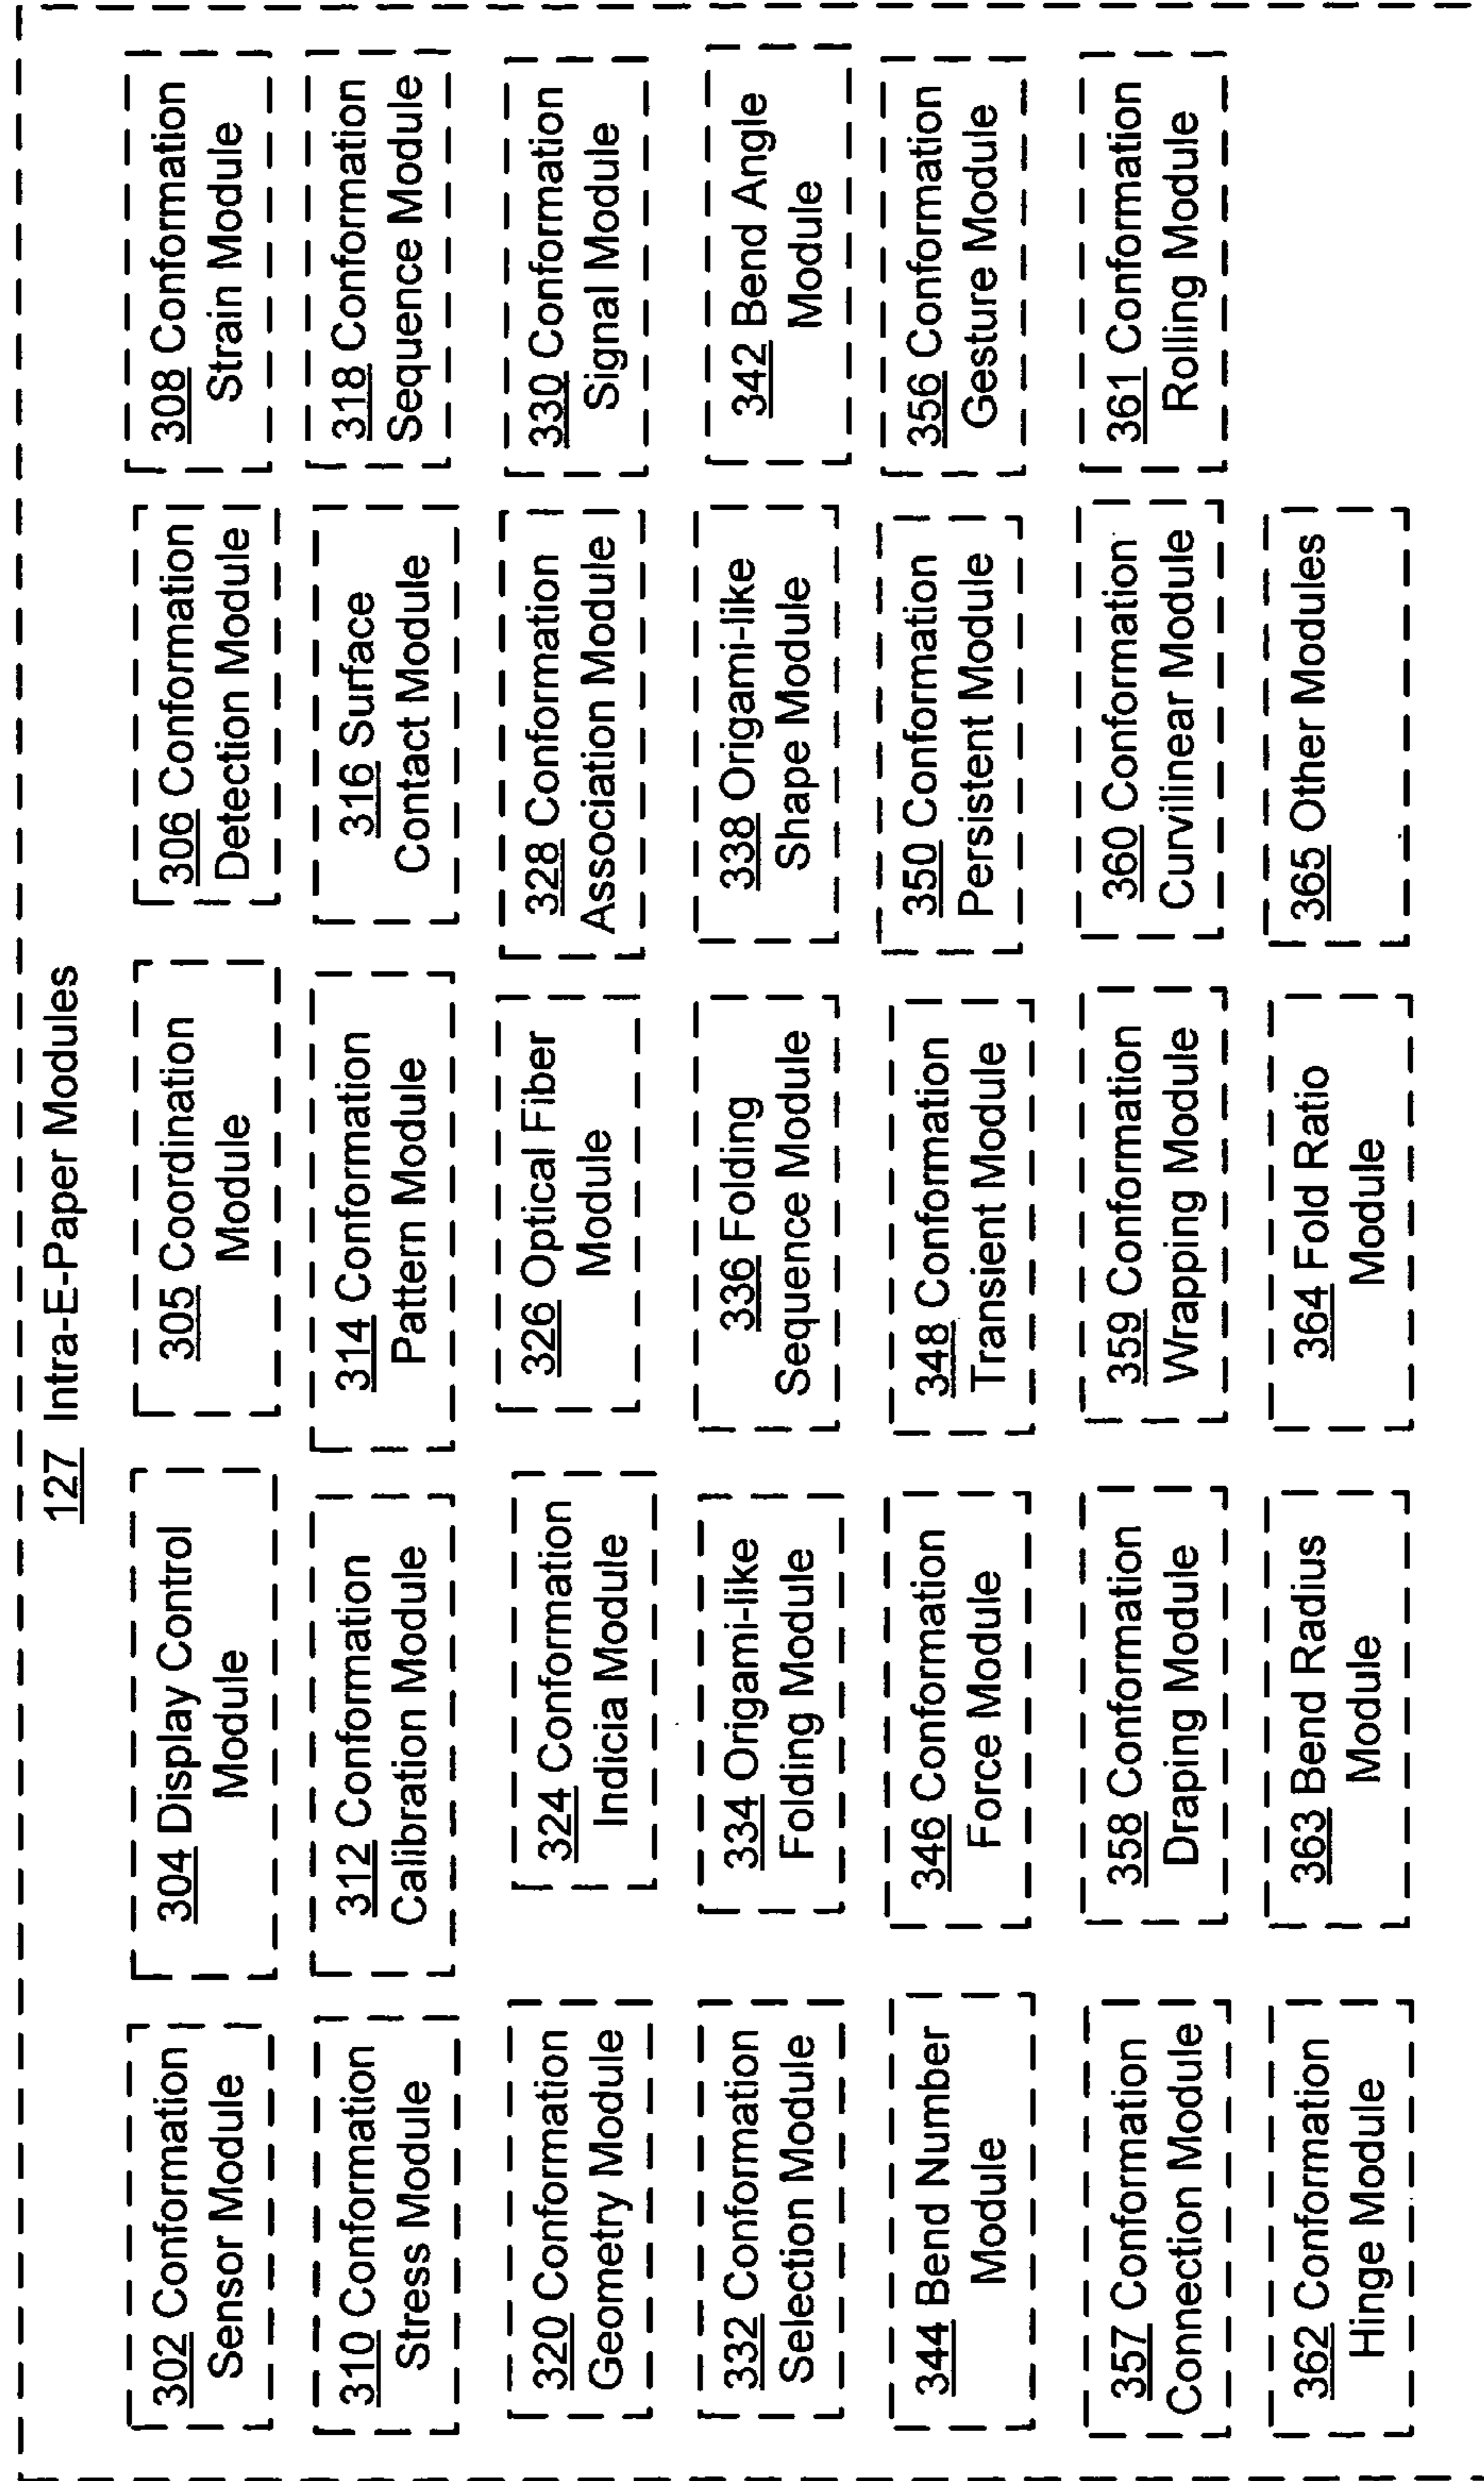 127 Intra-E-Paper Modules
302 Conformation
Sensor Module
304 Display Control
Module
305 Coordination
Module
306 Conformation
Detection Module
308 Conformation
Strain Module
310 Conformation
Stress Module
312 Conformation
Calibration Module
314 Conformation
Pattern Module
316 Surface
Contact Module
318 Conformation
Sequence Module
320 Conformation
Geometry Module
324 Conformation
Indicia Module
326 Optical Fiber
Module
328 Conformation
Association Module
330 Conformation
Signal Module
332 Conformation
Selection Module
334 Origami-like
Folding Module
336 Folding
Sequence Module
338 Origami-like
Shape Module
342 Bend Angle
Module
344 Bend Number
Module
346 Conformation
Force Module
348 Conformation
Transient Module
350 Conformation
Persistent Module
356 Conformation
Gesture Module
357 Conformation
Connection Module
358 Conformation
Draping Module
359 Conformation
Wrapping Module
360 Conformation
Curvilinear Module
361 Conformation
Rolling Module
362 Conformation
Hinge Module
363 Bend Radius
Module
364 Fold Ratio
Module
365 Other Modules